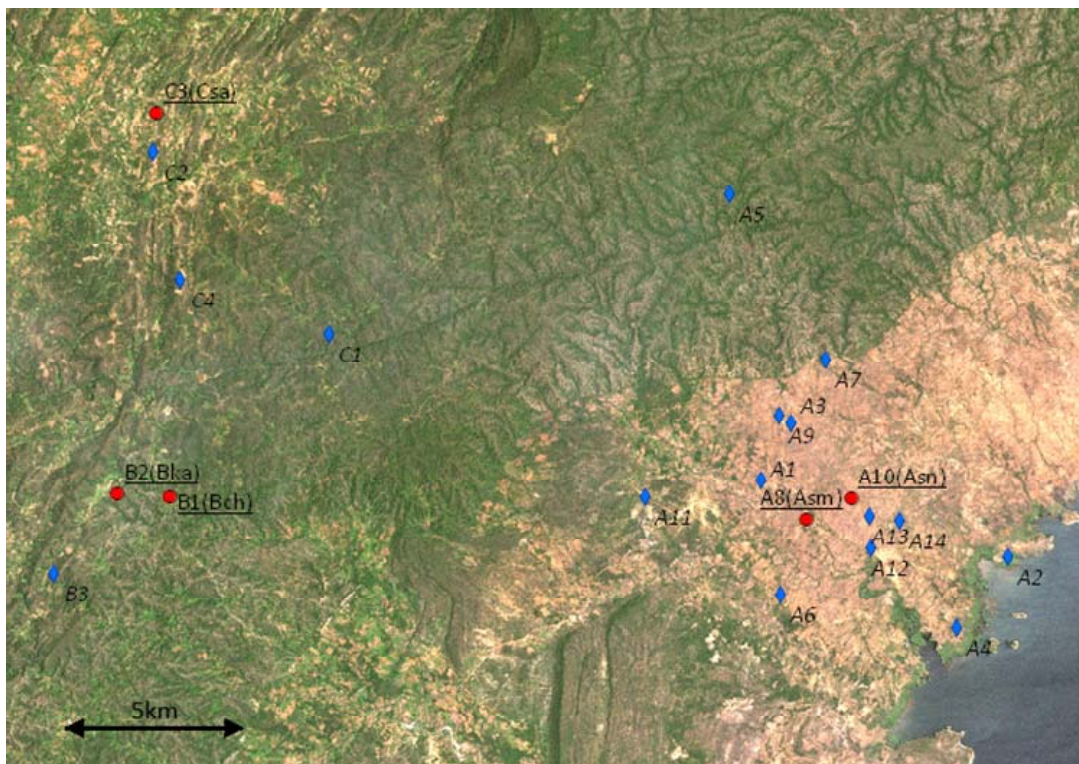 C3(Csa)
C2
A5
C4
C1
A7
A3
A9
B2(Bka)
A1
A10(Asn)
B1(Bch)
A11
A8(Asm)
A13
A14
A12
A2
B3
A6
A4
5km